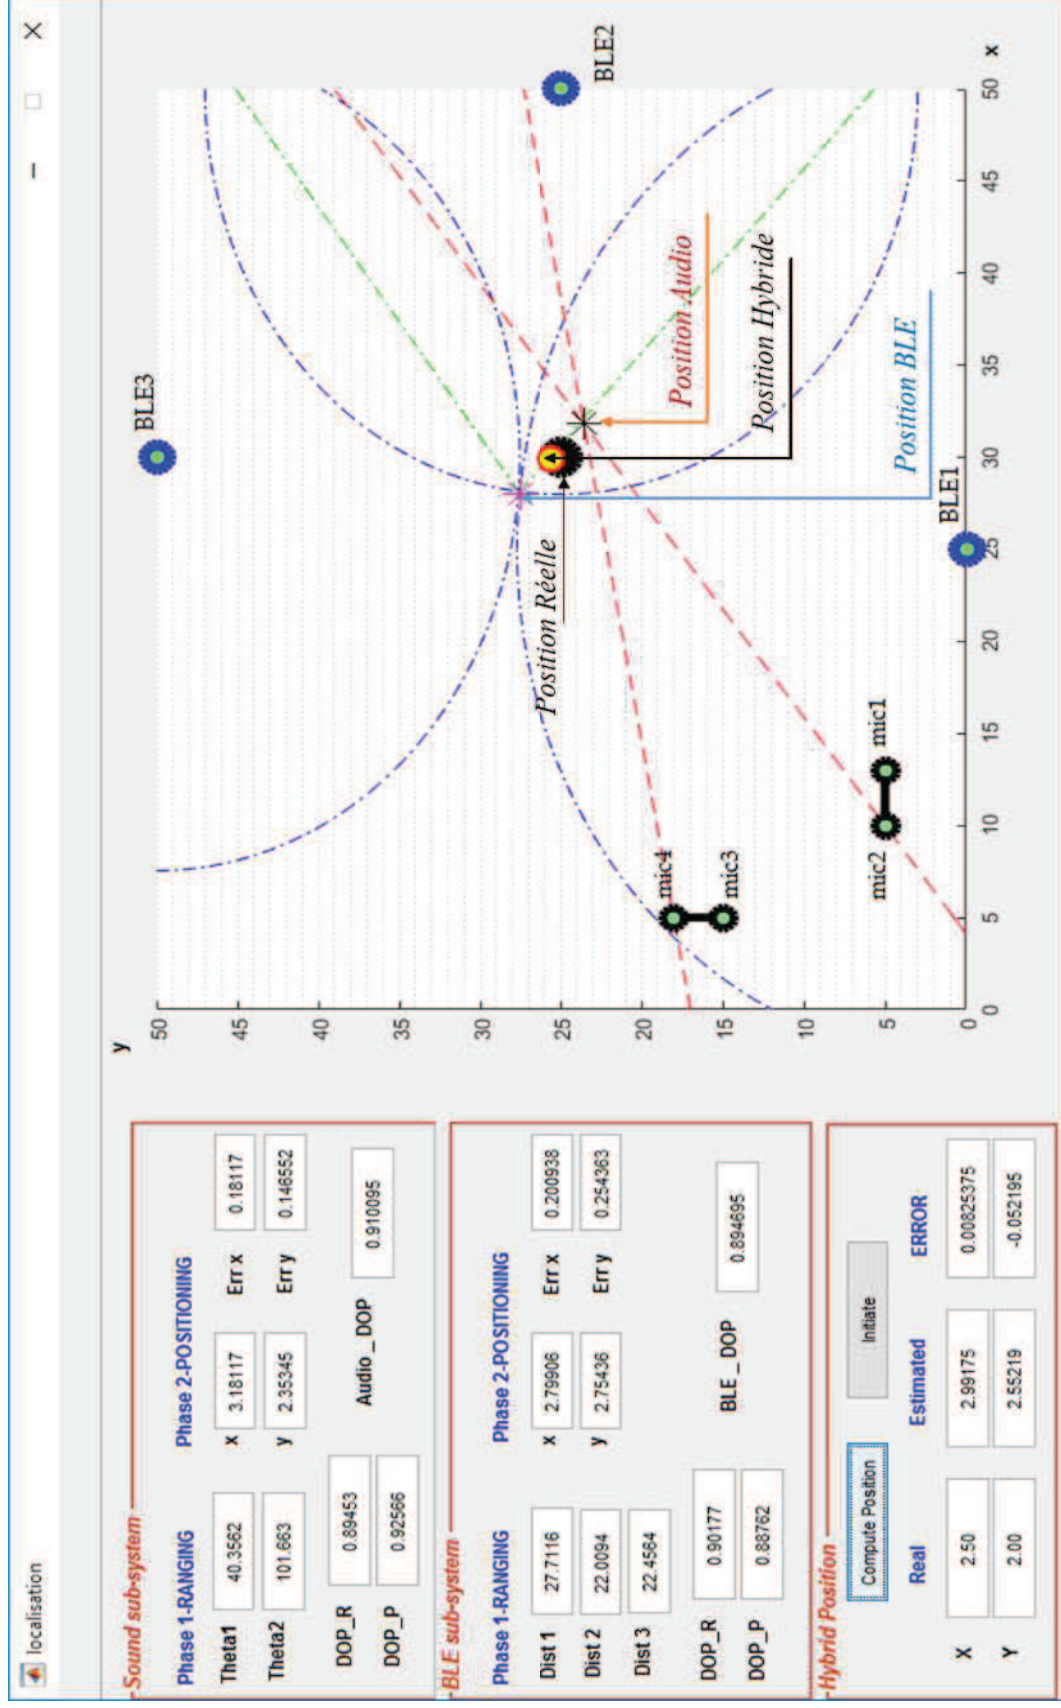 localisation
Sound sub-system
Phase 1-RANGING
Phase 2-POSITIONING
Theta1 40.3562 x 3.18117 Err x 0.18117
Theta2 101.663 y 2.35345 Err y 0.146552
DOP_R 0.89453
Audio _ DOP 0.910095
DOP_P 0.92566
BLE sub-system
Phase 1-RANGING
Phase 2-POSITIONING
Dist 1 27.7116 x 2.79906 Err x 0.200938
Dist 2 22.0094 y 2.75436 Err y 0.254363
Dist 3 22.4564
DOP_R 0.90177
BLE _ DOP 0.894695
DOP_P 0.88762
Hybrid Position
Compute Position
Initiate
Real Estimated ERROR
X 2.50 2.99175 0.00825375
Y 2.00 2.55219 -0.052195
y
50
45
40
35
30
25
20
15
10
5
0
0 5 10 15 20 25 30 35 40 45 50
x
BLE3
BLE2
BLE1
Position Réelle
Position Audio
Position Hybride
Position BLE
mic4
mic3
mic2
mic1